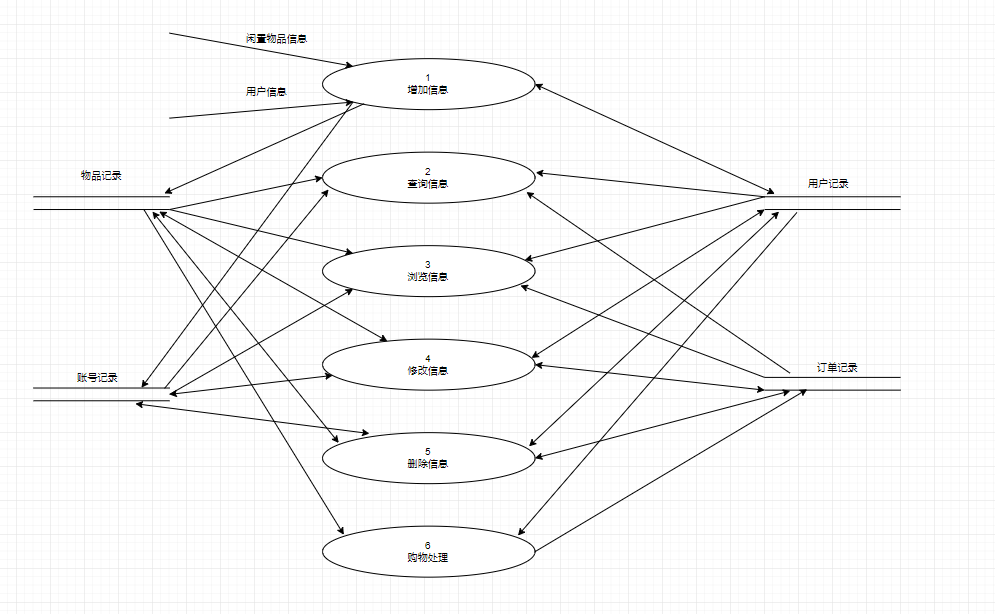 闲置物品信息
1
增加信息
用户信息
物品记录
2
查询信息
用户记录
3
浏览信息
4
修改信息
账号记录
订单记录
5
删除信息
6
购物处理